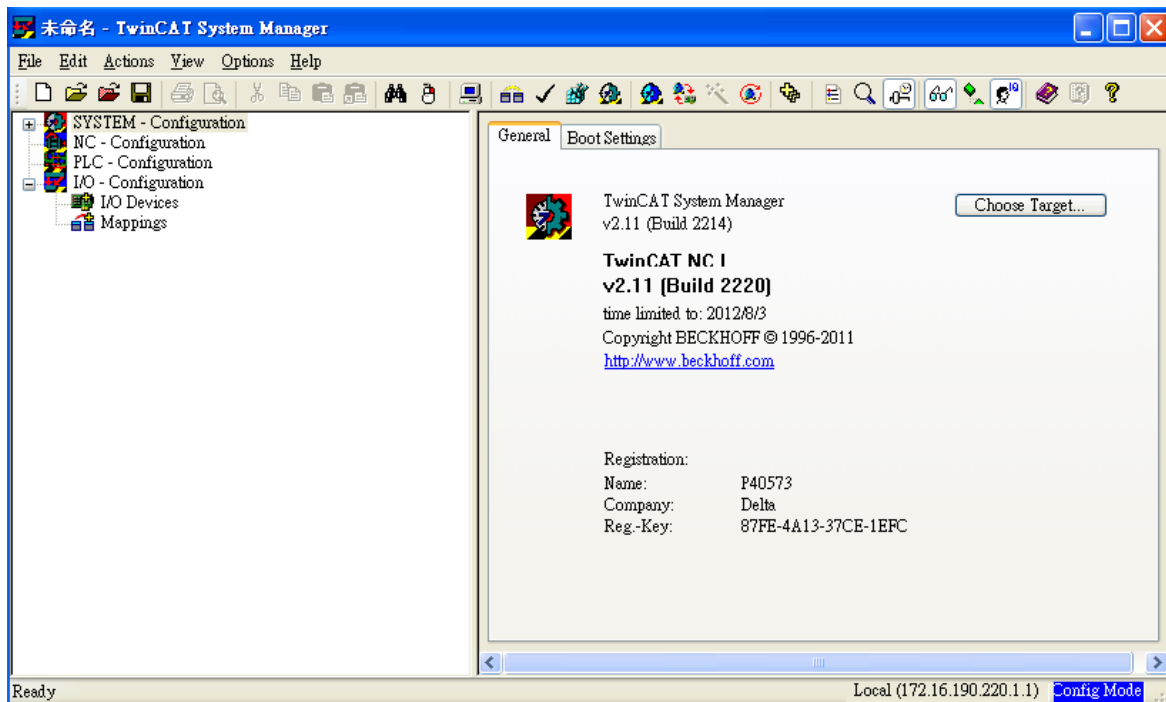 未命名 - TwinCAT System Manager
File Edit Actions View Options Help
SYSTEM - Configuration
NC - Configuration
PLC - Configuration
I/O - Configuration
I/O Devices
Mappings
General Boot Settings
TwinCAT System Manager
v2.11 (Build 2214)
Choose Target...
TwinCAT NC I
v2.11 (Build 2220)
time limited to: 2012/8/3
Copyright BECKHOFF © 1996-2011
http://www.beckhoff.com
Registration:
Name: P40573
Company: Delta
Reg.-Key: 87FE-4A13-37CE-1EFC
Ready Local (172.16.190.220.1.1) Config Mode